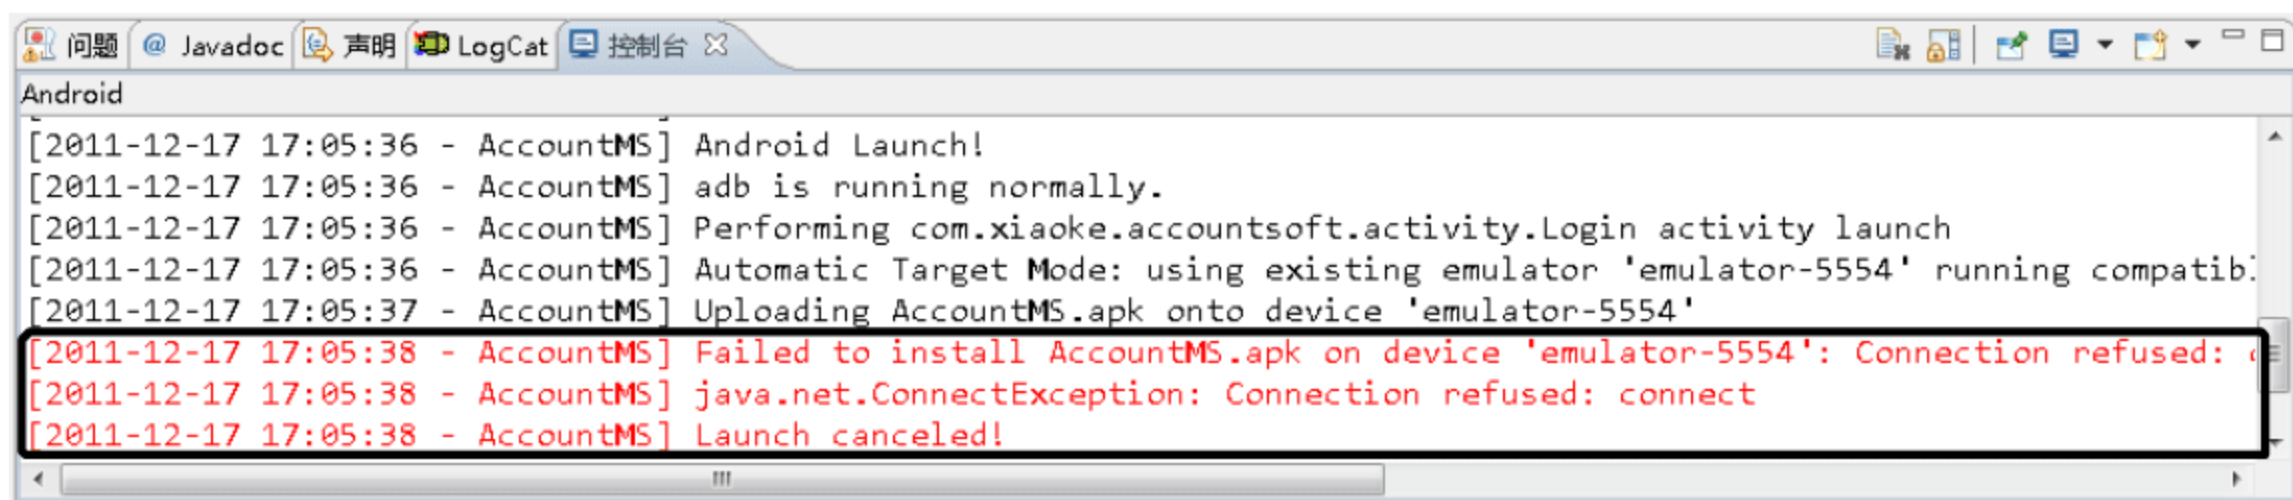 问题 @ Javadoc 声明 LogCat 控制台
Android
[2011-12-17 17:05:36 - AccountMS] Android Launch!
[2011-12-17 17:05:36 - AccountMS] adb is running normally.
[2011-12-17 17:05:36 - AccountMS] Performing com.xiaoke.accountsoft.activity.Login activity launch
[2011-12-17 17:05:36 - AccountMS] Automatic Target Mode: using existing emulator 'emulator-5554' running compatib
[2011-12-17 17:05:37 - AccountMS] Uploading AccountMS.apk onto device 'emulator-5554'
[2011-12-17 17:05:38 - AccountMS] Failed to install AccountMS.apk on device 'emulator-5554': Connection refused:
[2011-12-17 17:05:38 - AccountMS] java.net.ConnectException: Connection refused: connect
[2011-12-17 17:05:38 - AccountMS] Launch canceled!